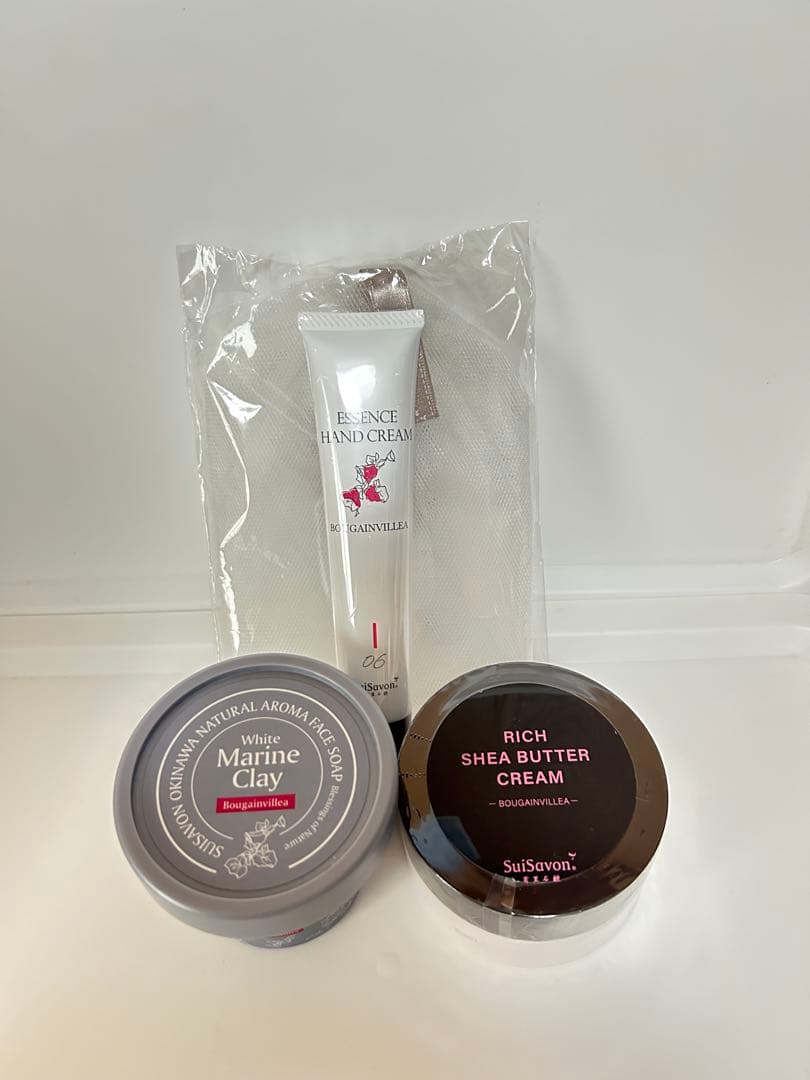 ESSENCE
HAND CREAM
BOUGAINVILLEA
06
SuiSavon
SUISAVON OKINAWA NATURAL AROMA FACE SOAP Blessings of Nature
White
Marine
Clay
Bougainvillea
RICH
SHEA BUTTER
CREAM
BOUGAINVILLEA
SuiSavon